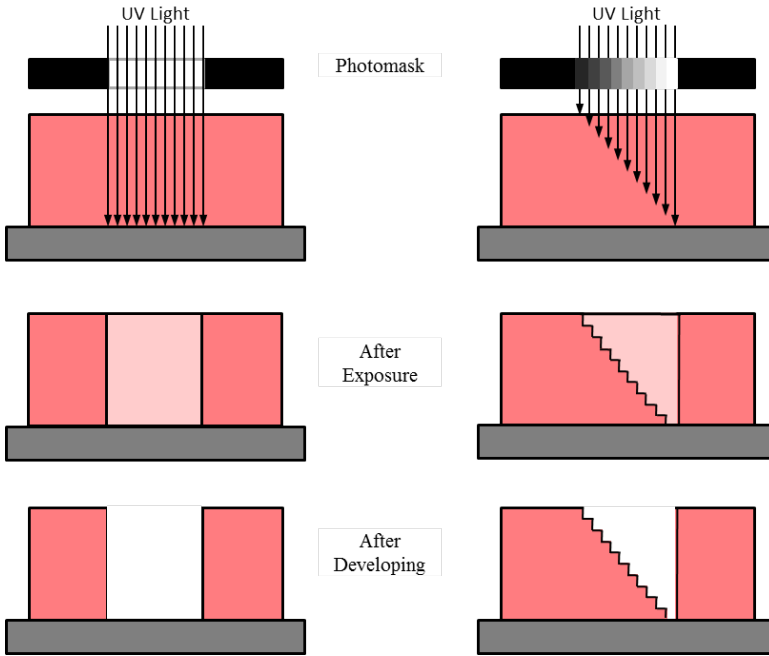 UV Light
UV Light
Photomask
After
Exposure
After
Developing